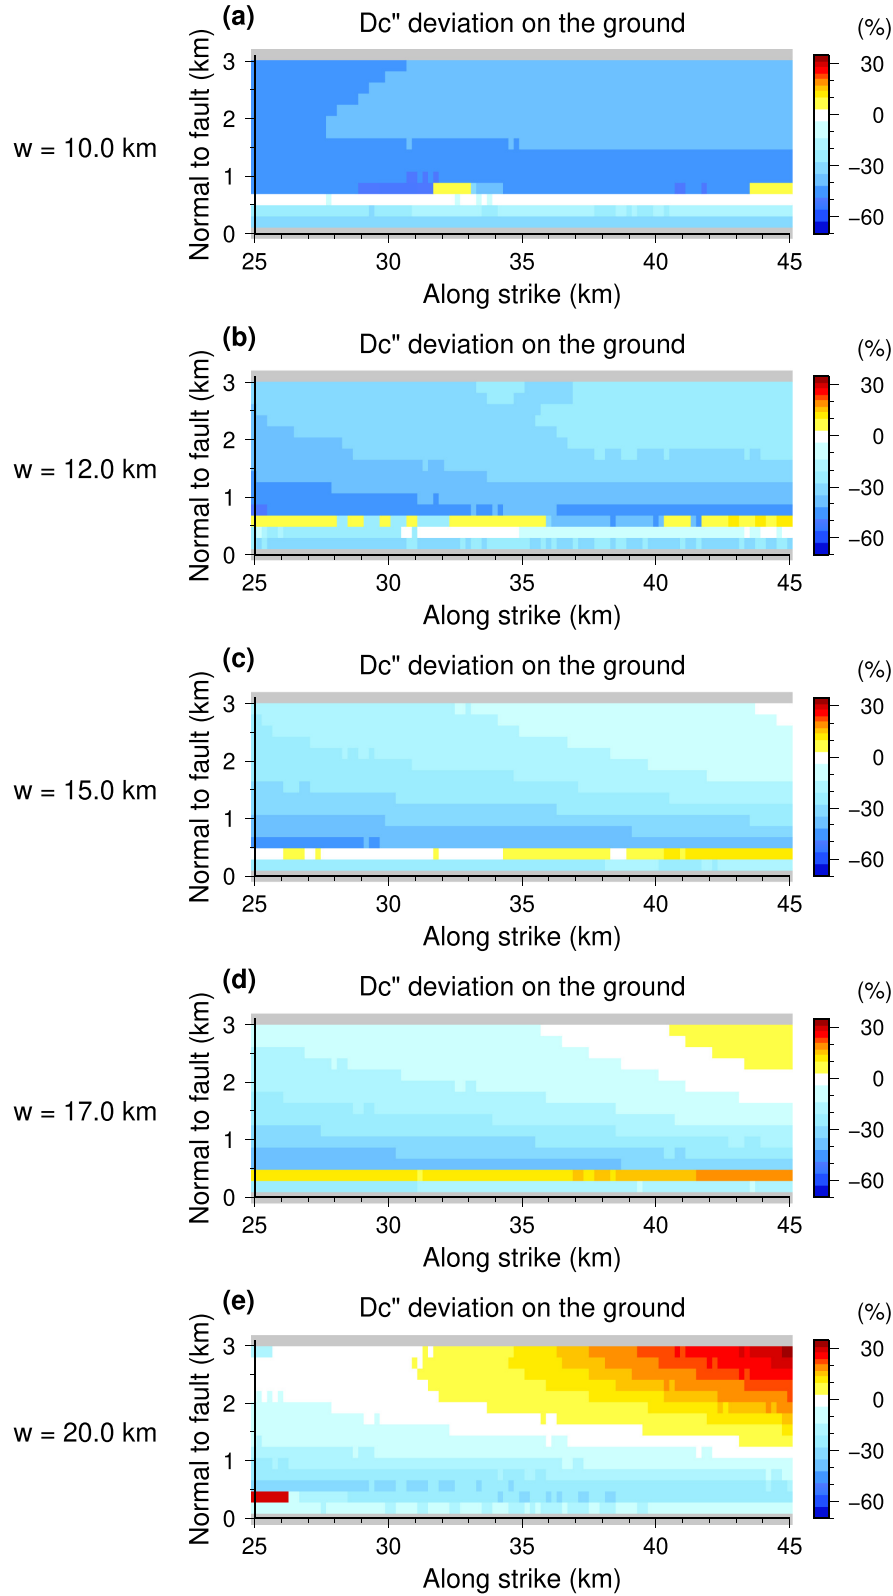 (a) Dc" deviation on the ground (%)
w = 10.0 km
Normal to fault (km)
3
2
1
0
25 30 35 40 45
Along strike (km)
30
0
−30
−60
(b) Dc" deviation on the ground (%)
w = 12.0 km
Normal to fault (km)
3
2
1
0
25 30 35 40 45
Along strike (km)
30
0
−30
−60
(c) Dc" deviation on the ground (%)
w = 15.0 km
Normal to fault (km)
3
2
1
0
25 30 35 40 45
Along strike (km)
30
0
−30
−60
(d) Dc" deviation on the ground (%)
w = 17.0 km
Normal to fault (km)
3
2
1
0
25 30 35 40 45
Along strike (km)
30
0
−30
−60
(e) Dc" deviation on the ground (%)
w = 20.0 km
Normal to fault (km)
3
2
1
0
25 30 35 40 45
Along strike (km)
30
0
−30
−60